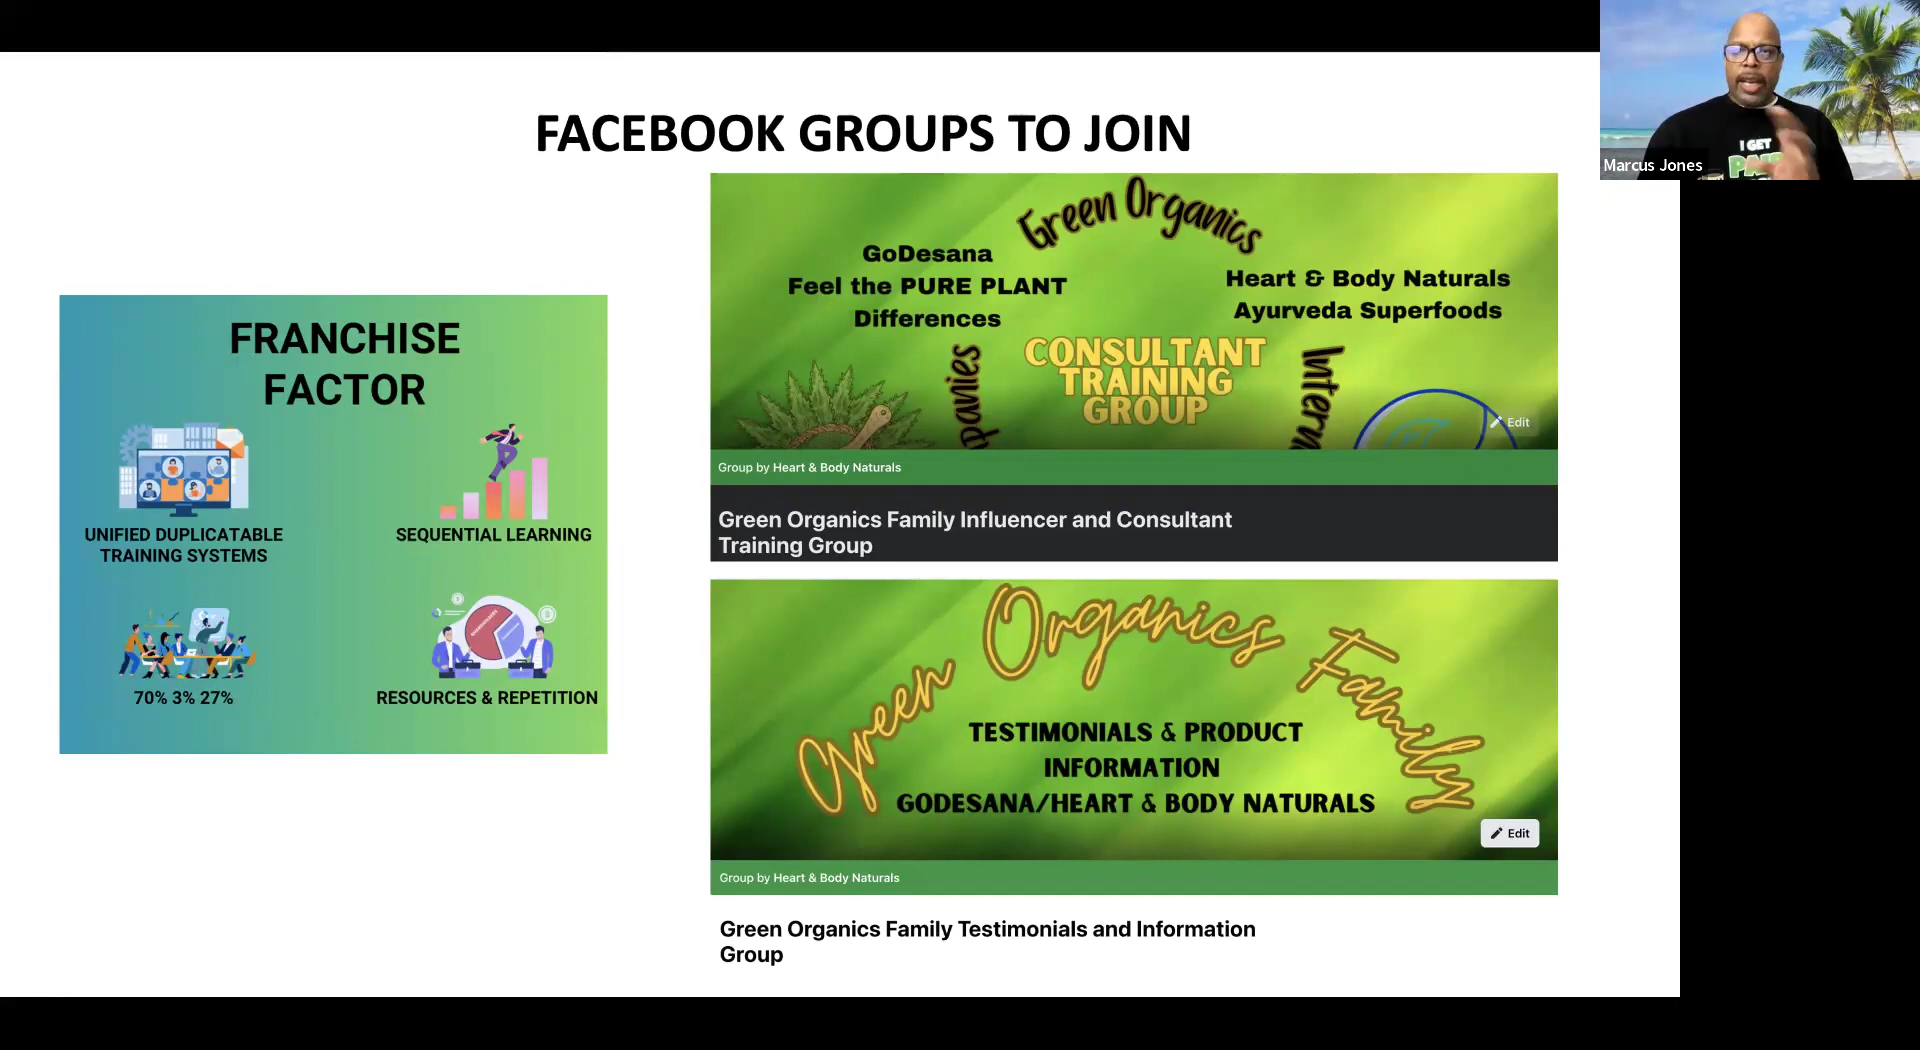 FACEBOOK GROUPS TO JOIN
Marcus Jones
I GET
FRANCHISE
FACTOR
UNIFIED DUPLICATABLE
TRAINING SYSTEMS
SEQUENTIAL LEARNING
70% 3% 27%
RESOURCES & REPETITION
Green Organics
GoDesana
Feel the PURE PLANT
Differences
Heart & Body Naturals
Ayurveda Superfoods
CONSULTANT
TRAINING
GROUP
Edit
Group by Heart & Body Naturals
Green Organics Family Influencer and Consultant
Training Group
Green Organics Family
TESTIMONIALS & PRODUCT
INFORMATION
GODESANA/HEART & BODY NATURALS
Edit
Group by Heart & Body Naturals
Green Organics Family Testimonials and Information
Group